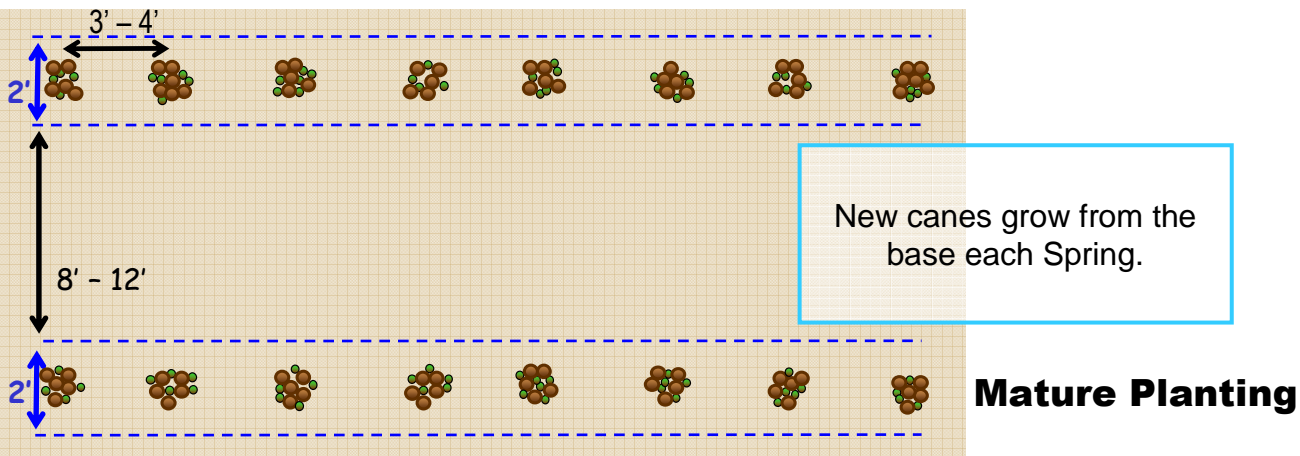 3’ – 4’
2’
8’ – 12’
New canes grow from the
base each Spring.
2’
Mature Planting